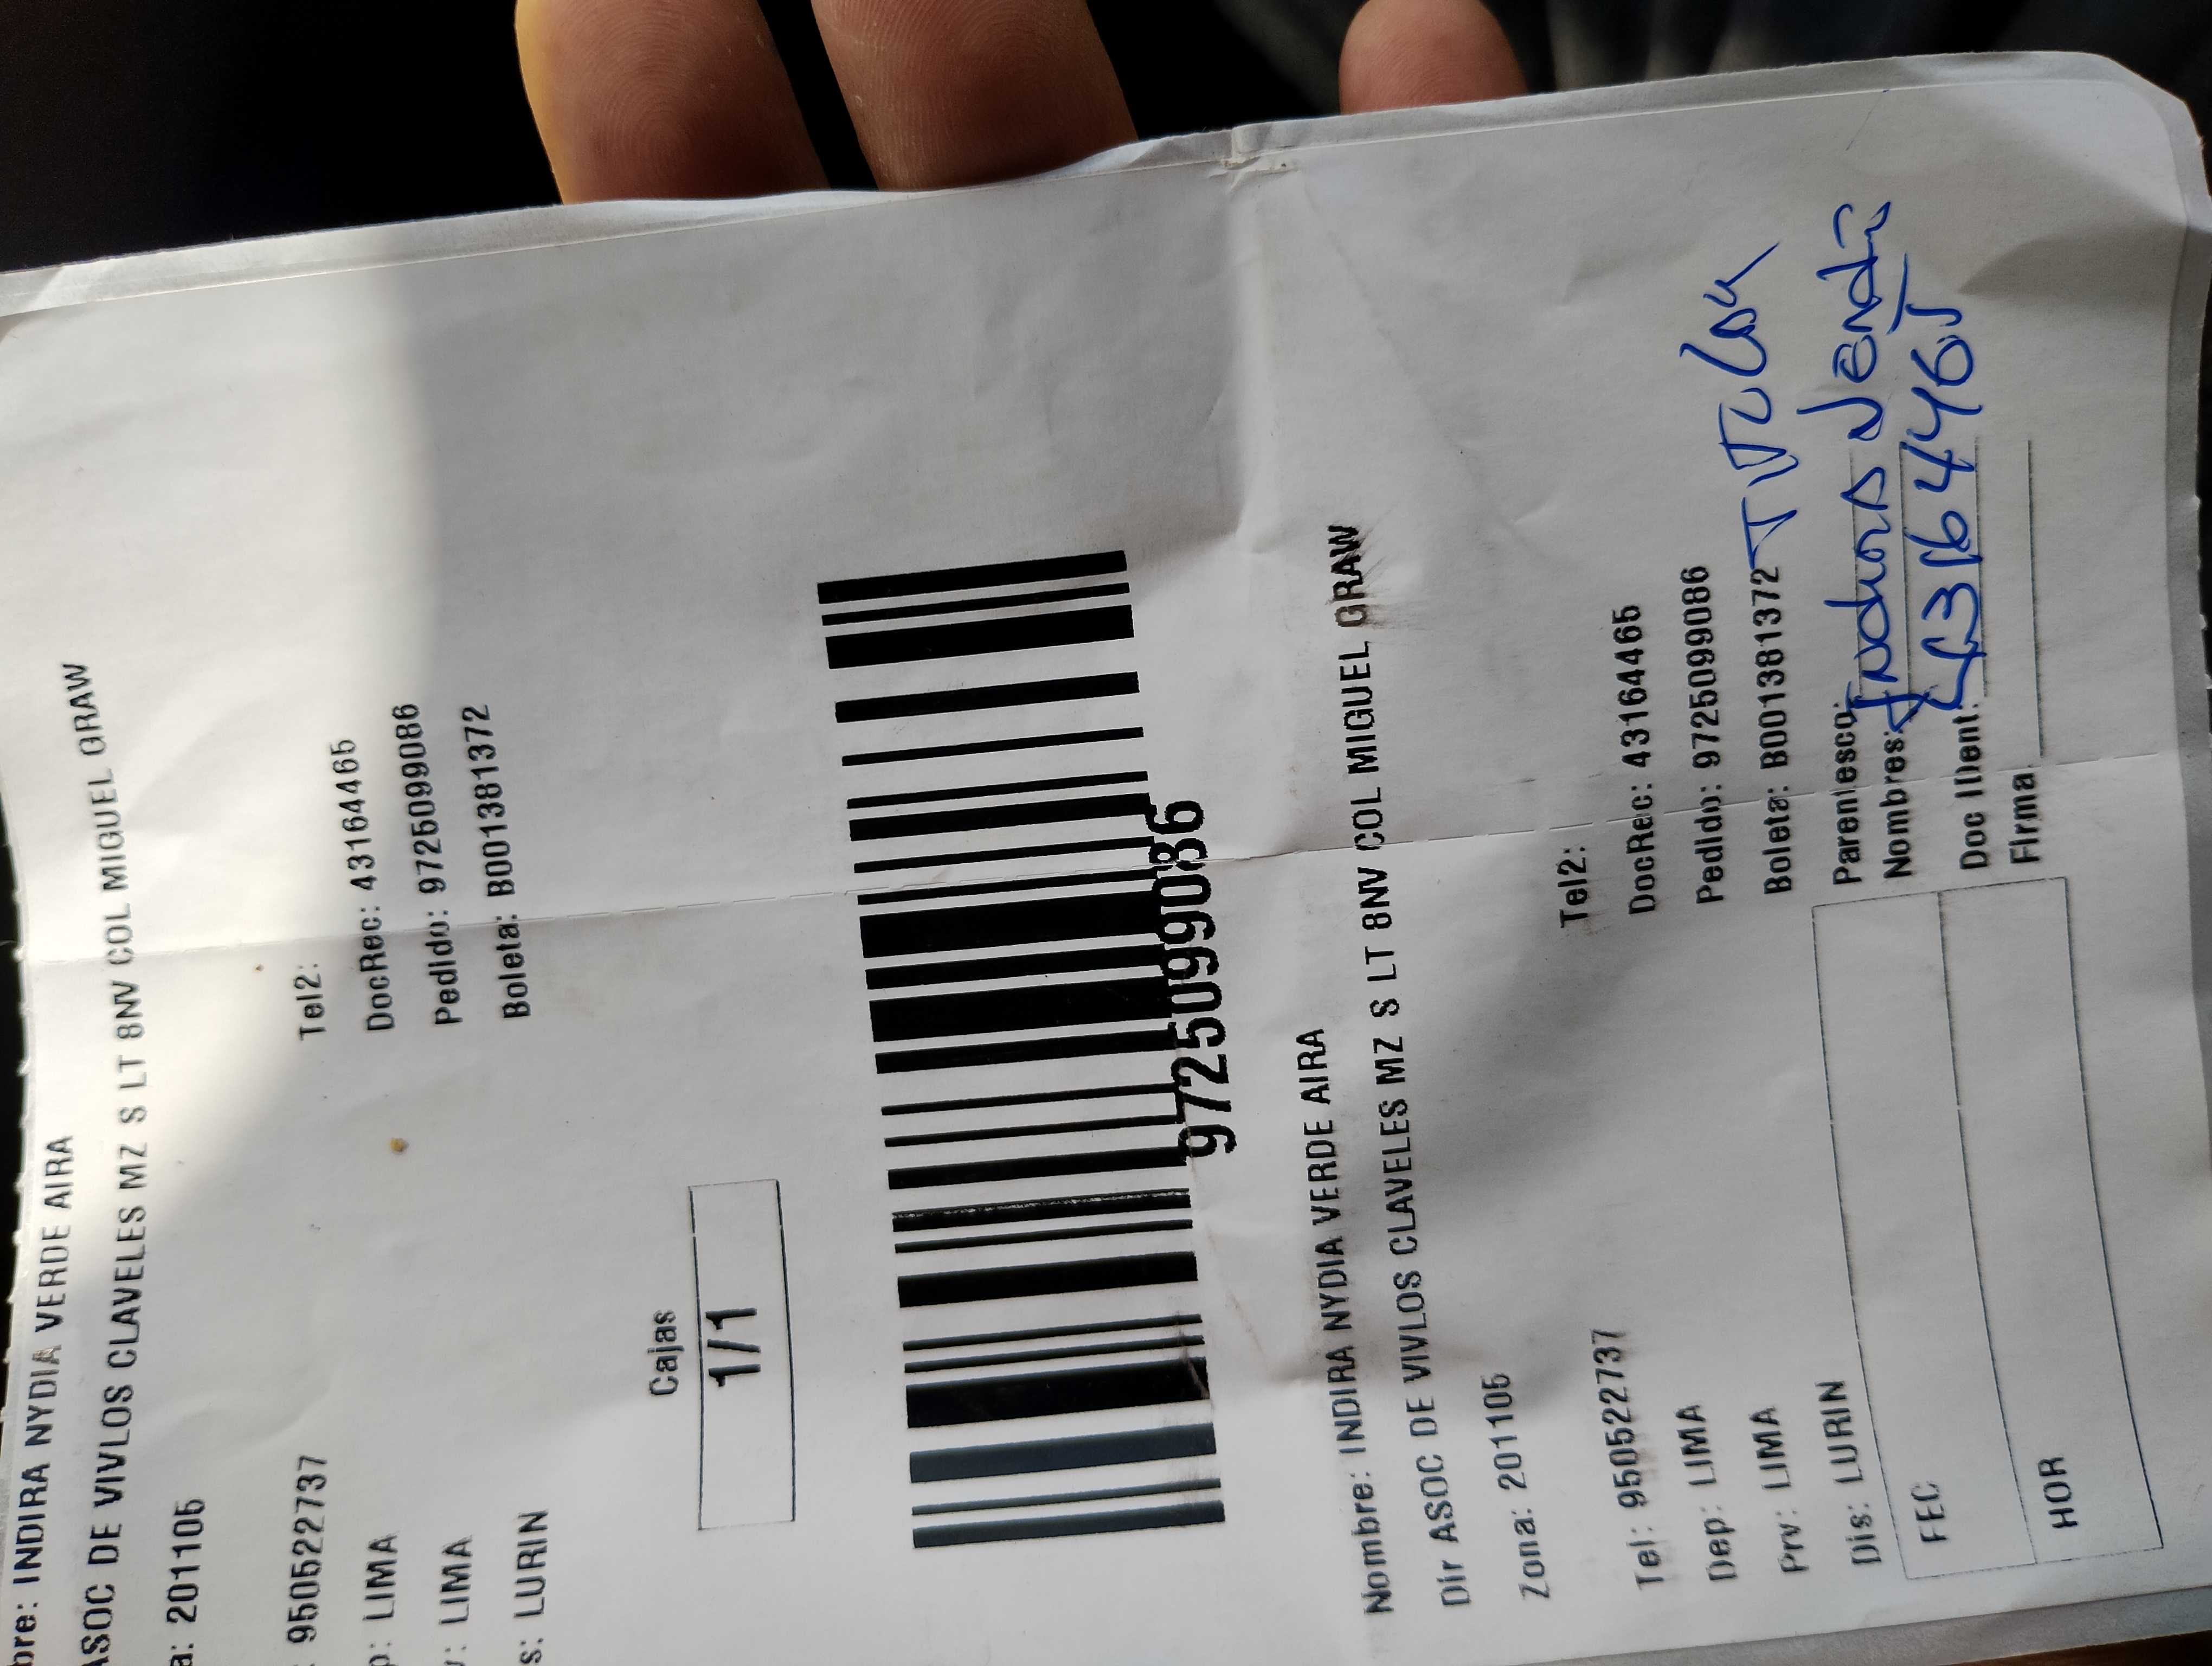 bre: INDIRA NYDIA VERDE AIRA
ASOC DE VIVLOS CLAVELES MZ S LT 8NV COL MIGUEL GRAW
a: 201105
Tel2:
: 950522737
DocRec: 43164465
p: LIMA
Pedido: 9725099086
v: LIMA
Boleta: B001381372
s: LURIN
Cajas
1/1
9725099086
Nombre: INDIRA NYDIA VERDE AIRA
Dir ASOC DE VIVLOS CLAVELES MZ S LT 8NV COL MIGUEL GRAW
Zona: 201105
Tel2:
Tel: 950522737
DocRec: 43164465
Dep: LIMA
Pedido: 9725099086
Prv: LIMA
Boleta: B001381372
Dis: LURIN
Parentesco: Titular
Nombres: Indira Verde
FEC
Doc Ident: 43164465
Firma
HOR